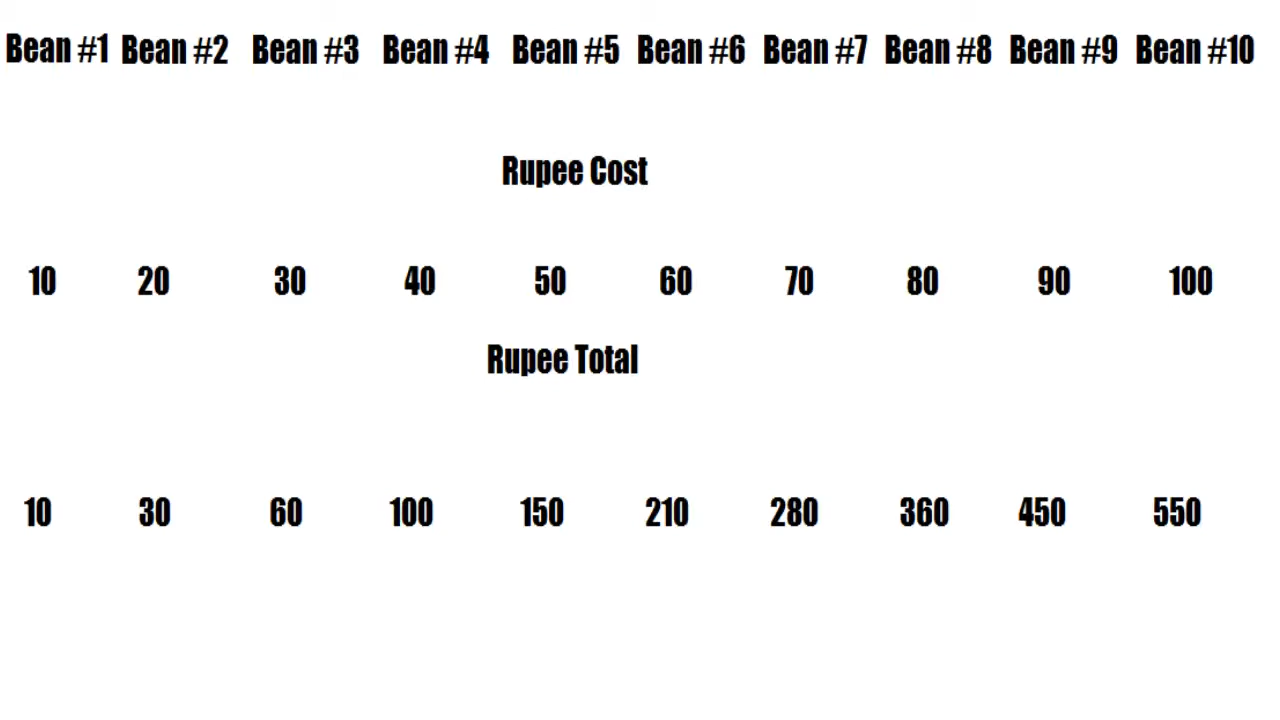 Bean #1 Bean #2 Bean #3 Bean #4 Bean #5 Bean #6 Bean #7 Bean #8 Bean #9 Bean #10
Rupee Cost
10 20 30 40 50 60 70 80 90 100
Rupee Total
10 30 60 100 150 210 280 360 450 550